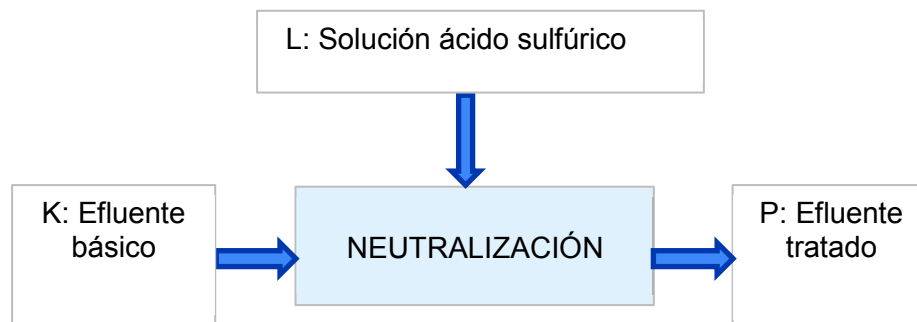 L: Solución ácido sulfúrico
K: Efluente
básico
NEUTRALIZACIÓN
P: Efluente
tratado